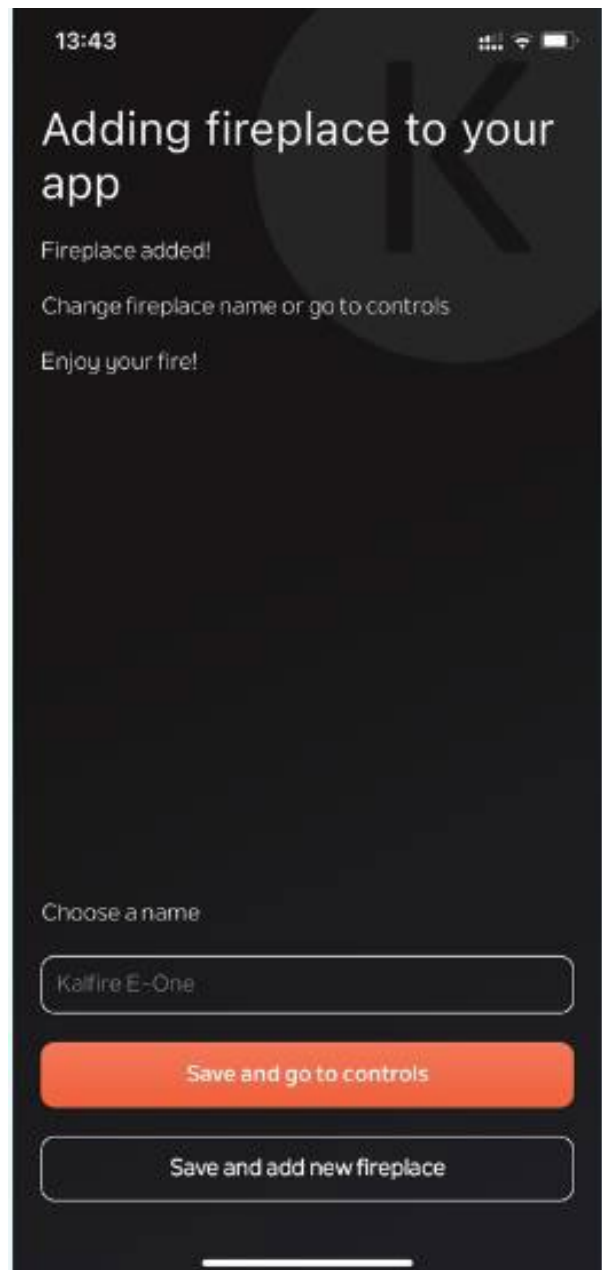 13:43
K
Adding fireplace to your
app
Fireplace added!
Change fireplace name or go to controls
Enjoy your fire!
Choose a name
Kalfire E-One
Save and go to controls
Save and add new fireplace